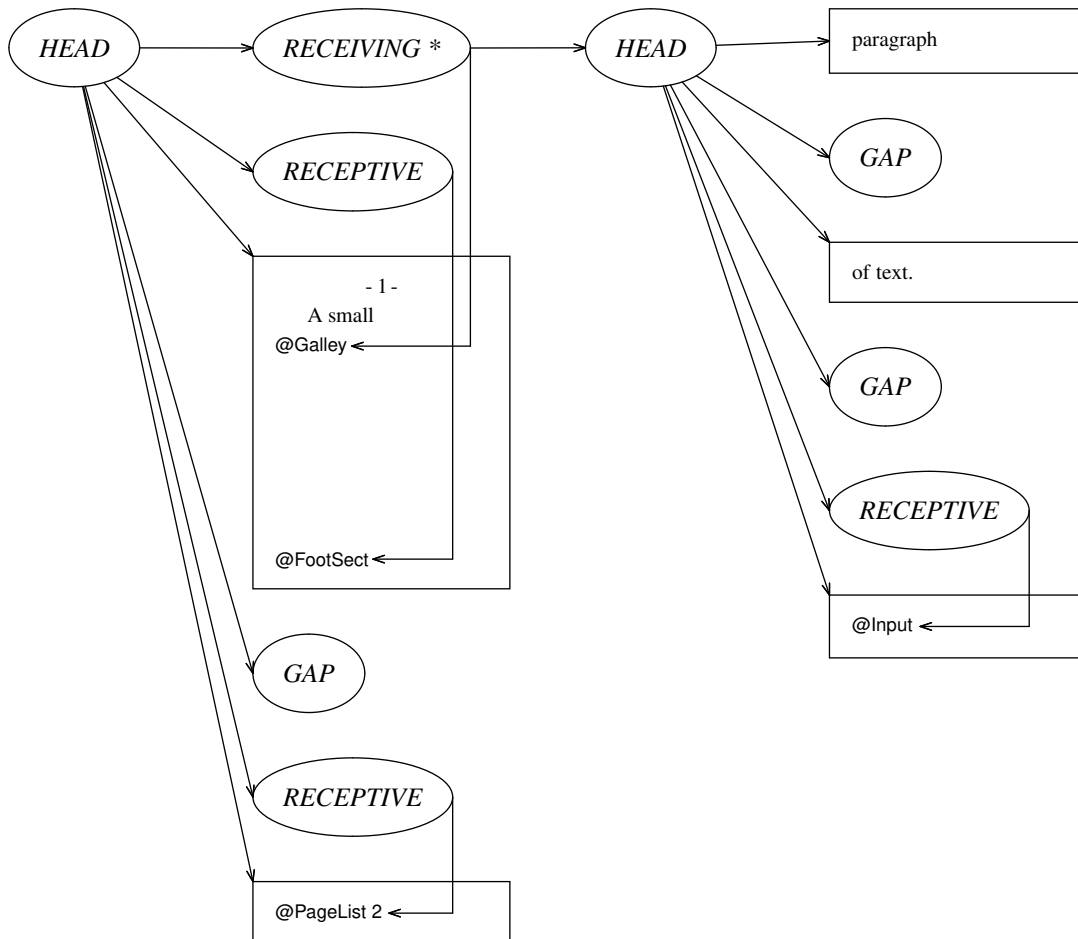 HEAD
RECEIVING *
HEAD
paragraph
GAP
RECEPTIVE
of text.
- 1 -
A small
@Galley
GAP
RECEPTIVE
@FootSect
@Input
GAP
RECEPTIVE
@PageList 2